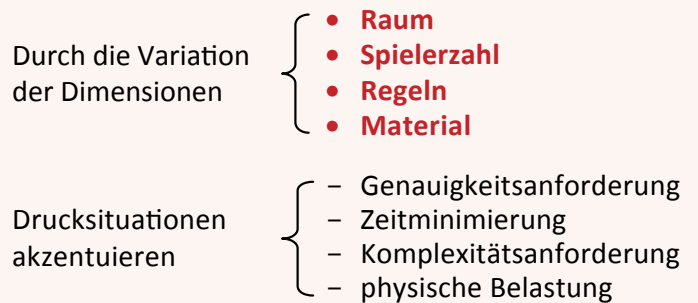 Durch die Variation
der Dimensionen
• Raum
• Spielerzahl
• Regeln
• Material
Drucksituationen
akzentuieren
– Genauigkeitsanforderung
– Zeitminimierung
– Komplexitätsanforderung
– physische Belastung